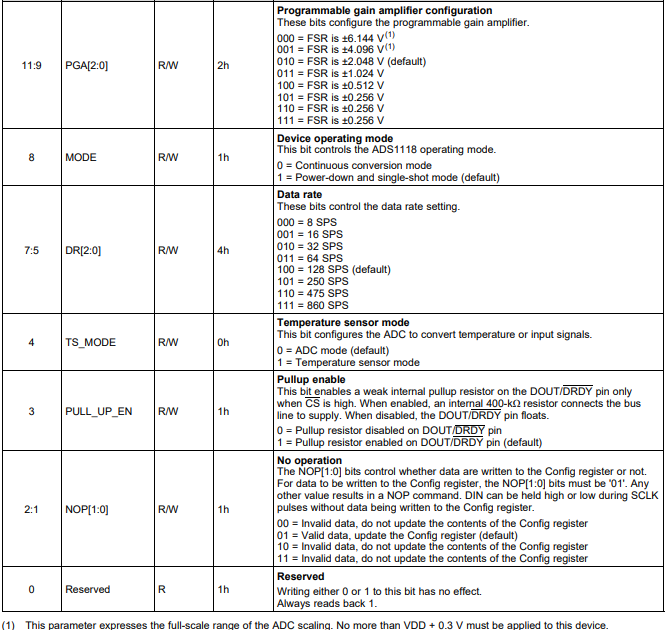 11:9 PGA[2:0] R/W 2h
Programmable gain amplifier configuration
These bits configure the programmable gain amplifier.
000 = FSR is ±6.144 V(1)
001 = FSR is ±4.096 V(1)
010 = FSR is ±2.048 V (default)
011 = FSR is ±1.024 V
100 = FSR is ±0.512 V
101 = FSR is ±0.256 V
110 = FSR is ±0.256 V
111 = FSR is ±0.256 V
8 MODE R/W 1h
Device operating mode
This bit controls the ADS1118 operating mode.
0 = Continuous conversion mode
1 = Power-down and single-shot mode (default)
7:5 DR[2:0] R/W 4h
Data rate
These bits control the data rate setting.
000 = 8 SPS
001 = 16 SPS
010 = 32 SPS
011 = 64 SPS
100 = 128 SPS (default)
101 = 250 SPS
110 = 475 SPS
111 = 860 SPS
4 TS_MODE R/W 0h
Temperature sensor mode
This bit configures the ADC to convert temperature or input signals.
0 = ADC mode (default)
1 = Temperature sensor mode
3 PULL_UP_EN R/W 1h
Pullup enable
This bit enables a weak internal pullup resistor on the DOUT/DRDY pin only
when CS is high. When enabled, an internal 400-kΩ resistor connects the bus
line to supply. When disabled, the DOUT/DRDY pin floats.
0 = Pullup resistor disabled on DOUT/DRDY pin
1 = Pullup resistor enabled on DOUT/DRDY pin (default)
2:1 NOP[1:0] R/W 1h
No operation
The NOP[1:0] bits control whether data are written to the Config register or not.
For data to be written to the Config register, the NOP[1:0] bits must be '01'. Any
other value results in a NOP command. DIN can be held high or low during SCLK
pulses without data being written to the Config register.
00 = Invalid data, do not update the contents of the Config register
01 = Valid data, update the Config register (default)
10 = Invalid data, do not update the contents of the Config register
11 = Invalid data, do not update the contents of the Config register
0 Reserved R 1h
Reserved
Writing either 0 or 1 to this bit has no effect.
Always reads back 1.
(1) This parameter expresses the full-scale range of the ADC scaling. No more than VDD + 0.3 V must be applied to this device.